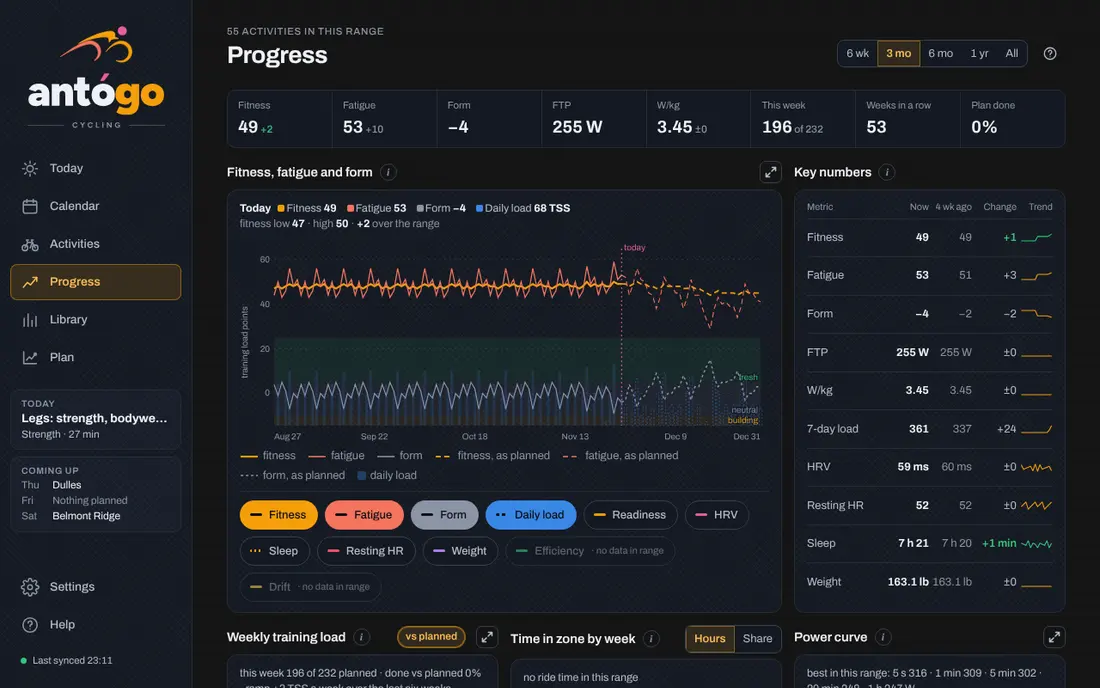 antógo
CYCLING
Today
Calendar
Activities
Progress
Library
Plan
TODAY
Legs: strength, bodywe...
Strength · 27 min
COMING UP
Thu Dulles
Fri Nothing planned
Sat Belmont Ridge
Settings
Help
Last synced 23:11
55 ACTIVITIES IN THIS RANGE
Progress
6 wk 3 mo 6 mo 1 yr All
Fitness Fatigue Form FTP W/kg This week Weeks in a row Plan done
49 +2 53 +10 −4 255 W 3.45 ±0 196 of 232 53 0%
Fitness, fatigue and form
Today Fitness 49 Fatigue 53 Form −4 Daily load 68 TSS
fitness low 47 · high 50 · +2 over the range
today
training load points
60
40
20
0
fresh
neutral
building
Aug 27 Sep 22 Oct 18 Nov 13 Dec 9 Dec 31
fitness fatigue form fitness, as planned fatigue, as planned
form, as planned daily load
Fitness Fatigue Form Daily load Readiness HRV
Sleep Resting HR Weight Efficiency · no data in range
Drift · no data in range
Key numbers
Metric Now 4 wk ago Change Trend
Fitness 49 49 +1
Fatigue 53 51 +3
Form −4 −2 −2
FTP 255 W 255 W ±0
W/kg 3.45 3.45 ±0
7-day load 361 337 +24
HRV 59 ms 60 ms ±0
Resting HR 52 52 ±0
Sleep 7 h 21 7 h 20 +1 min
Weight 163.1 lb 163.1 lb ±0
Weekly training load vs planned
this week 196 of 232 planned · done vs planned 0%
Time in zone by week Hours Share
no ride time in this range
Power curve
best in this range: 5 s 316 · 1 min 309 · 5 min 302 ·